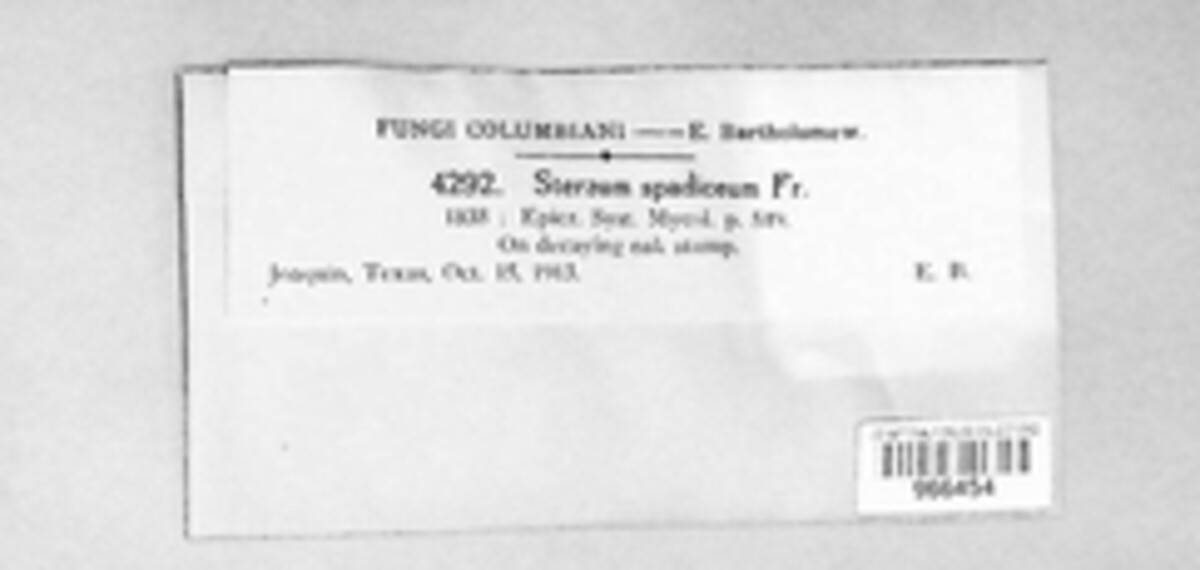 FUNGI COLUMBIANI — E. Bartholomew.
4292. Stereum spadiceum Fr.
1838 : Epicr. Syst. Mycol. p.
On decaying oak stump.
Joaquin, Texas, Oct. 15, 1913. E. B.
966454